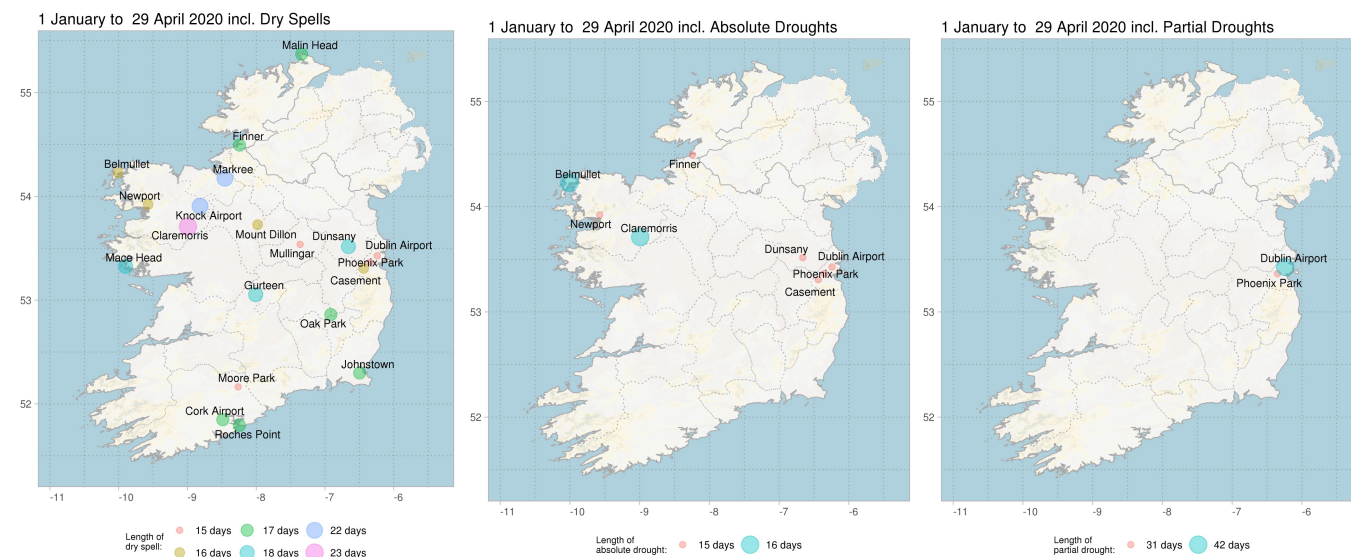 1 January to  29 April 2020 incl. Dry Spells
Malin Head
55
Finner
Belmullet
Markree
54
Newport
Knock Airport
Claremorris
Mount Dillon
Dunsany
Mullingar
Dublin Airport
Mace Head
Phoenix Park
Casement
Gurteen
53
Oak Park
Johnstown
Moore Park
52
Cork Airport
Roches Point
-11 -10 -9 -8 -7 -6
Length of
dry spell:
15 days 17 days 22 days
16 days 18 days 23 days
1 January to  29 April 2020 incl. Absolute Droughts
55
Finner
Belmullet
54
Newport
Claremorris
Dunsany
Dublin Airport
Phoenix Park
Casement
53
52
-11 -10 -9 -8 -7 -6
Length of
absolute drought:
15 days 16 days
1 January to  29 April 2020 incl. Partial Droughts
55
54
Dublin Airport
Phoenix Park
53
52
-11 -10 -9 -8 -7 -6
Length of
partial drought:
31 days 42 days